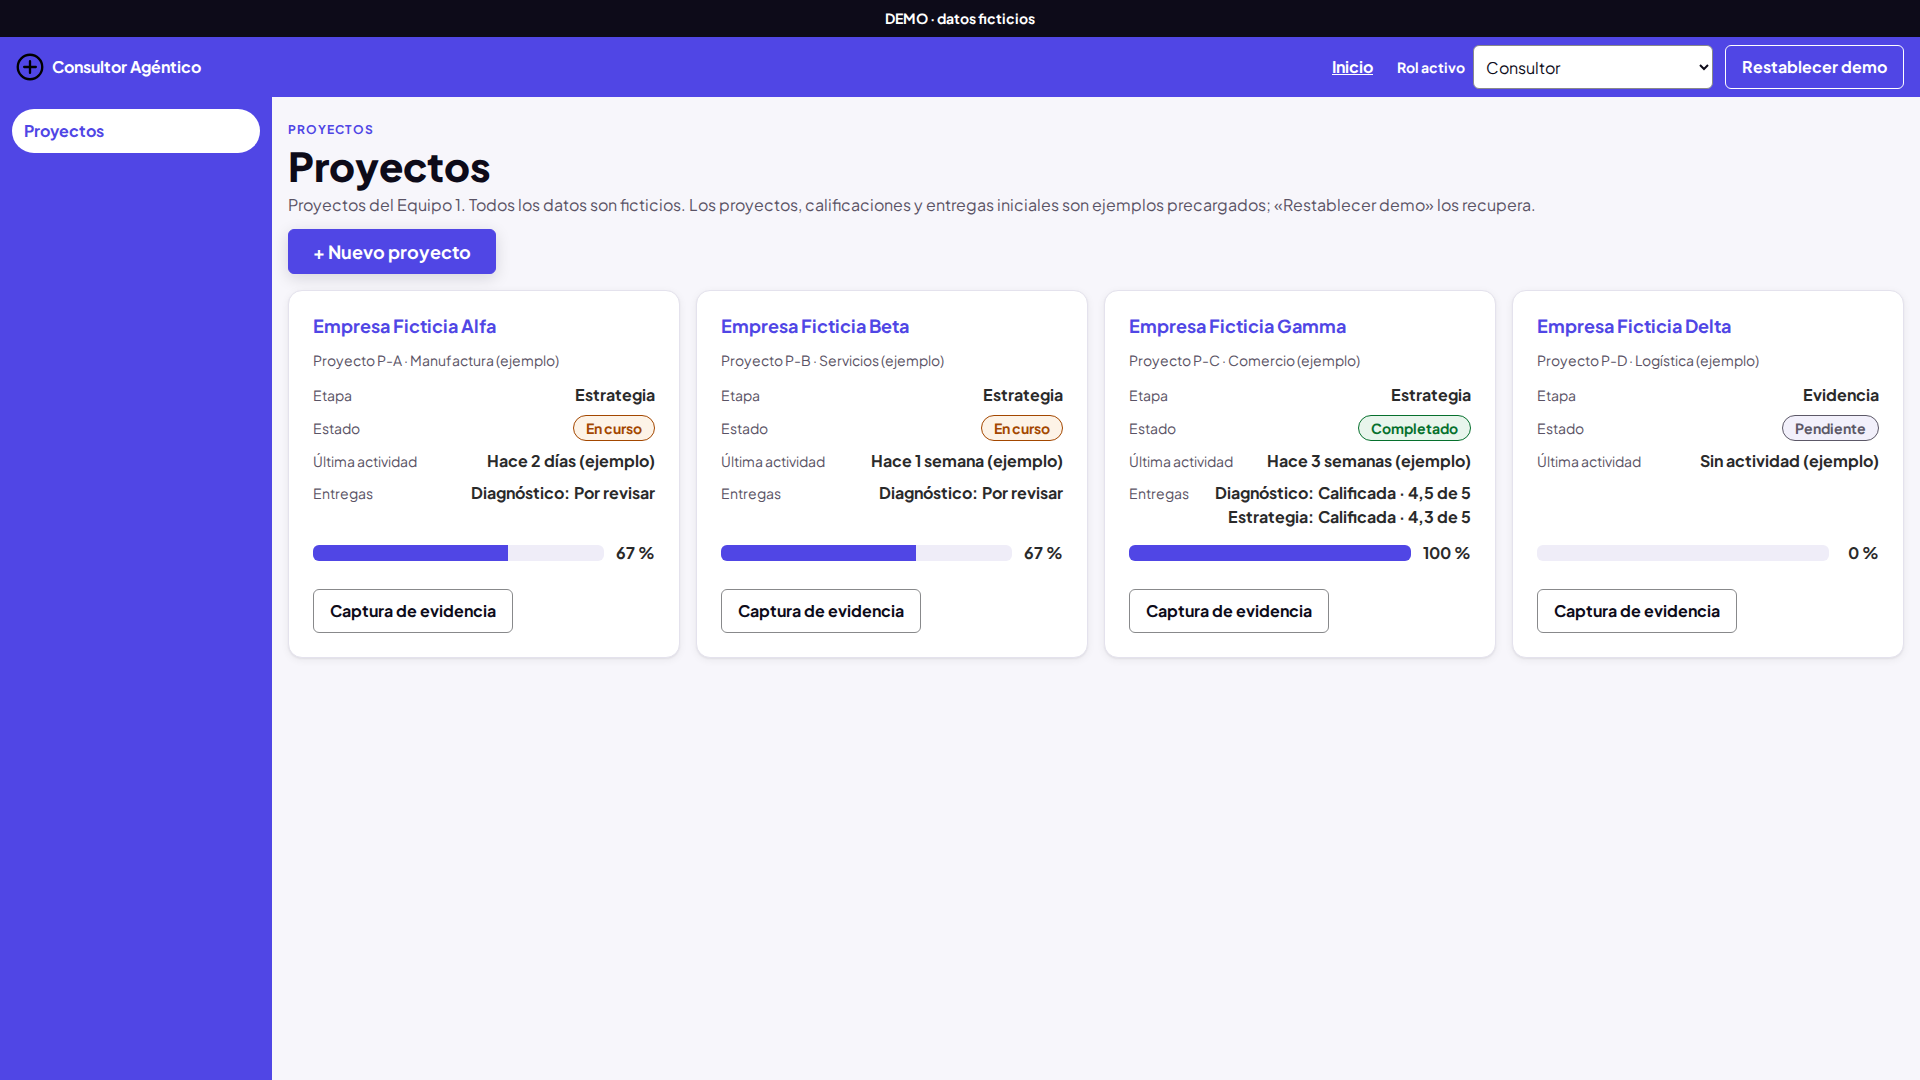 DEMO · datos ficticios
Consultor Agéntico
Inicio
Rol activo
Consultor
Restablecer demo
Proyectos
PROYECTOS
Proyectos
Proyectos del Equipo 1. Todos los datos son ficticios. Los proyectos, calificaciones y entregas iniciales son ejemplos precargados; «Restablecer demo» los recupera.
+ Nuevo proyecto
Empresa Ficticia Alfa
Proyecto P-A · Manufactura (ejemplo)
Etapa Estrategia
Estado En curso
Última actividad Hace 2 días (ejemplo)
Entregas Diagnóstico: Por revisar
67 %
Captura de evidencia
Empresa Ficticia Beta
Proyecto P-B · Servicios (ejemplo)
Etapa Estrategia
Estado En curso
Última actividad Hace 1 semana (ejemplo)
Entregas Diagnóstico: Por revisar
67 %
Captura de evidencia
Empresa Ficticia Gamma
Proyecto P-C · Comercio (ejemplo)
Etapa Estrategia
Estado Completado
Última actividad Hace 3 semanas (ejemplo)
Entregas Diagnóstico: Calificada · 4,5 de 5
Estrategia: Calificada · 4,3 de 5
100 %
Captura de evidencia
Empresa Ficticia Delta
Proyecto P-D · Logística (ejemplo)
Etapa Evidencia
Estado Pendiente
Última actividad Sin actividad (ejemplo)
0 %
Captura de evidencia